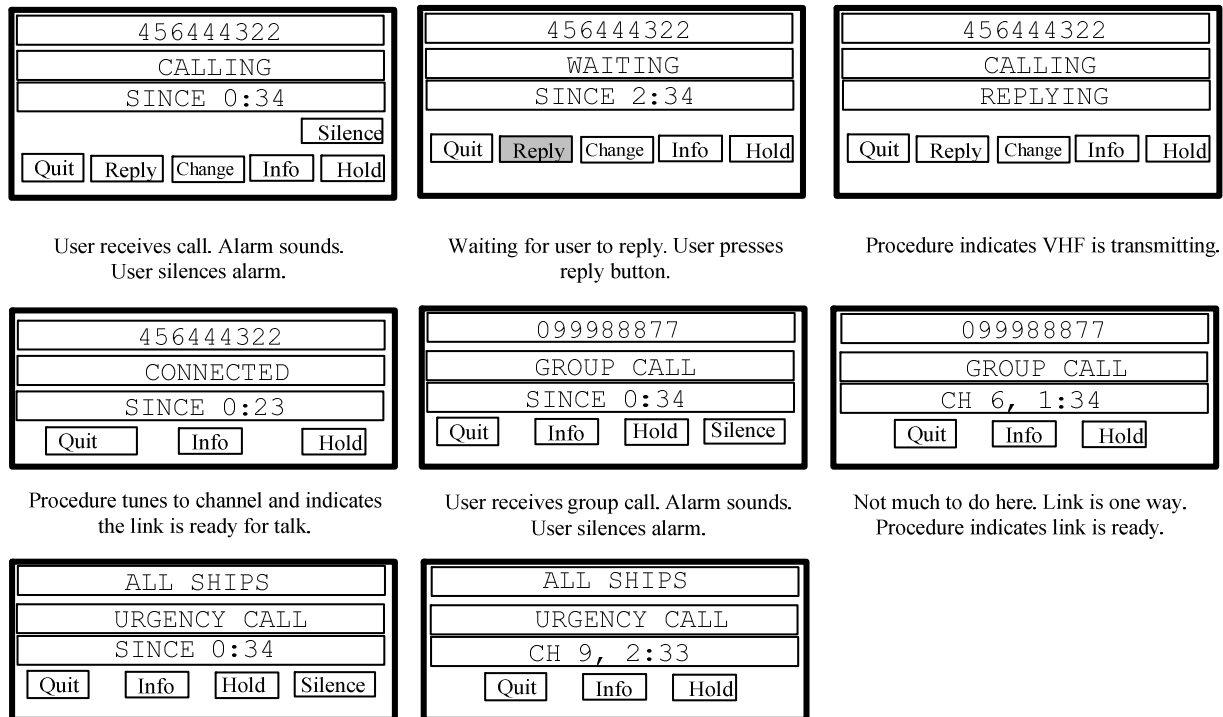 456444322
CALLING
SINCE 0:34
Silence
Quit Reply Change Info Hold
User receives call. Alarm sounds.
User silences alarm.
456444322
WAITING
SINCE 2:34
Quit Reply Change Info Hold
Waiting for user to reply. User presses
reply button.
456444322
CALLING
REPLYING
Quit Reply Change Info Hold
Procedure indicates VHF is transmitting.
456444322
CONNECTED
SINCE 0:23
Quit Info Hold
Procedure tunes to channel and indicates
the link is ready for talk.
099988877
GROUP CALL
SINCE 0:34
Quit Info Hold Silence
User receives group call. Alarm sounds.
User silences alarm.
099988877
GROUP CALL
CH 6, 1:34
Quit Info Hold
Not much to do here. Link is one way.
Procedure indicates link is ready.
ALL SHIPS
URGENCY CALL
SINCE 0:34
Quit Info Hold Silence
ALL SHIPS
URGENCY CALL
CH 9, 2:33
Quit Info Hold